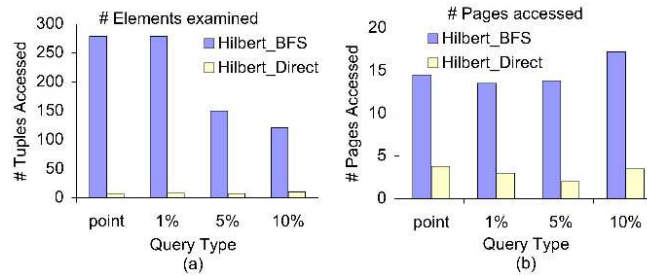 # Elements examined
300
250
200
150
100
50
0
# Tuples Accessed
Hilbert_BFS
Hilbert_Direct
point 1% 5% 10%
Query Type
(a)
# Pages accessed
20
15
10
5
0
# Pages Accessed
Hilbert_BFS
Hilbert_Direct
point 1% 5% 10%
Query Type
(b)